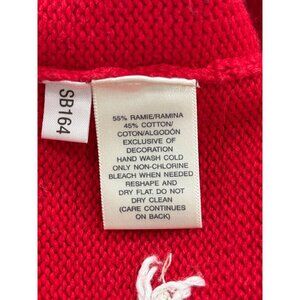 SB164
55% RAMIE/RAMINA
45% COTTON/
COTON/ALGODÓN
EXCLUSIVE OF
DECORATION
HAND WASH COLD
ONLY NON-CHLORINE
BLEACH WHEN NEEDED
RESHAPE AND
DRY FLAT. DO NOT
DRY CLEAN
(CARE CONTINUES
ON BACK)